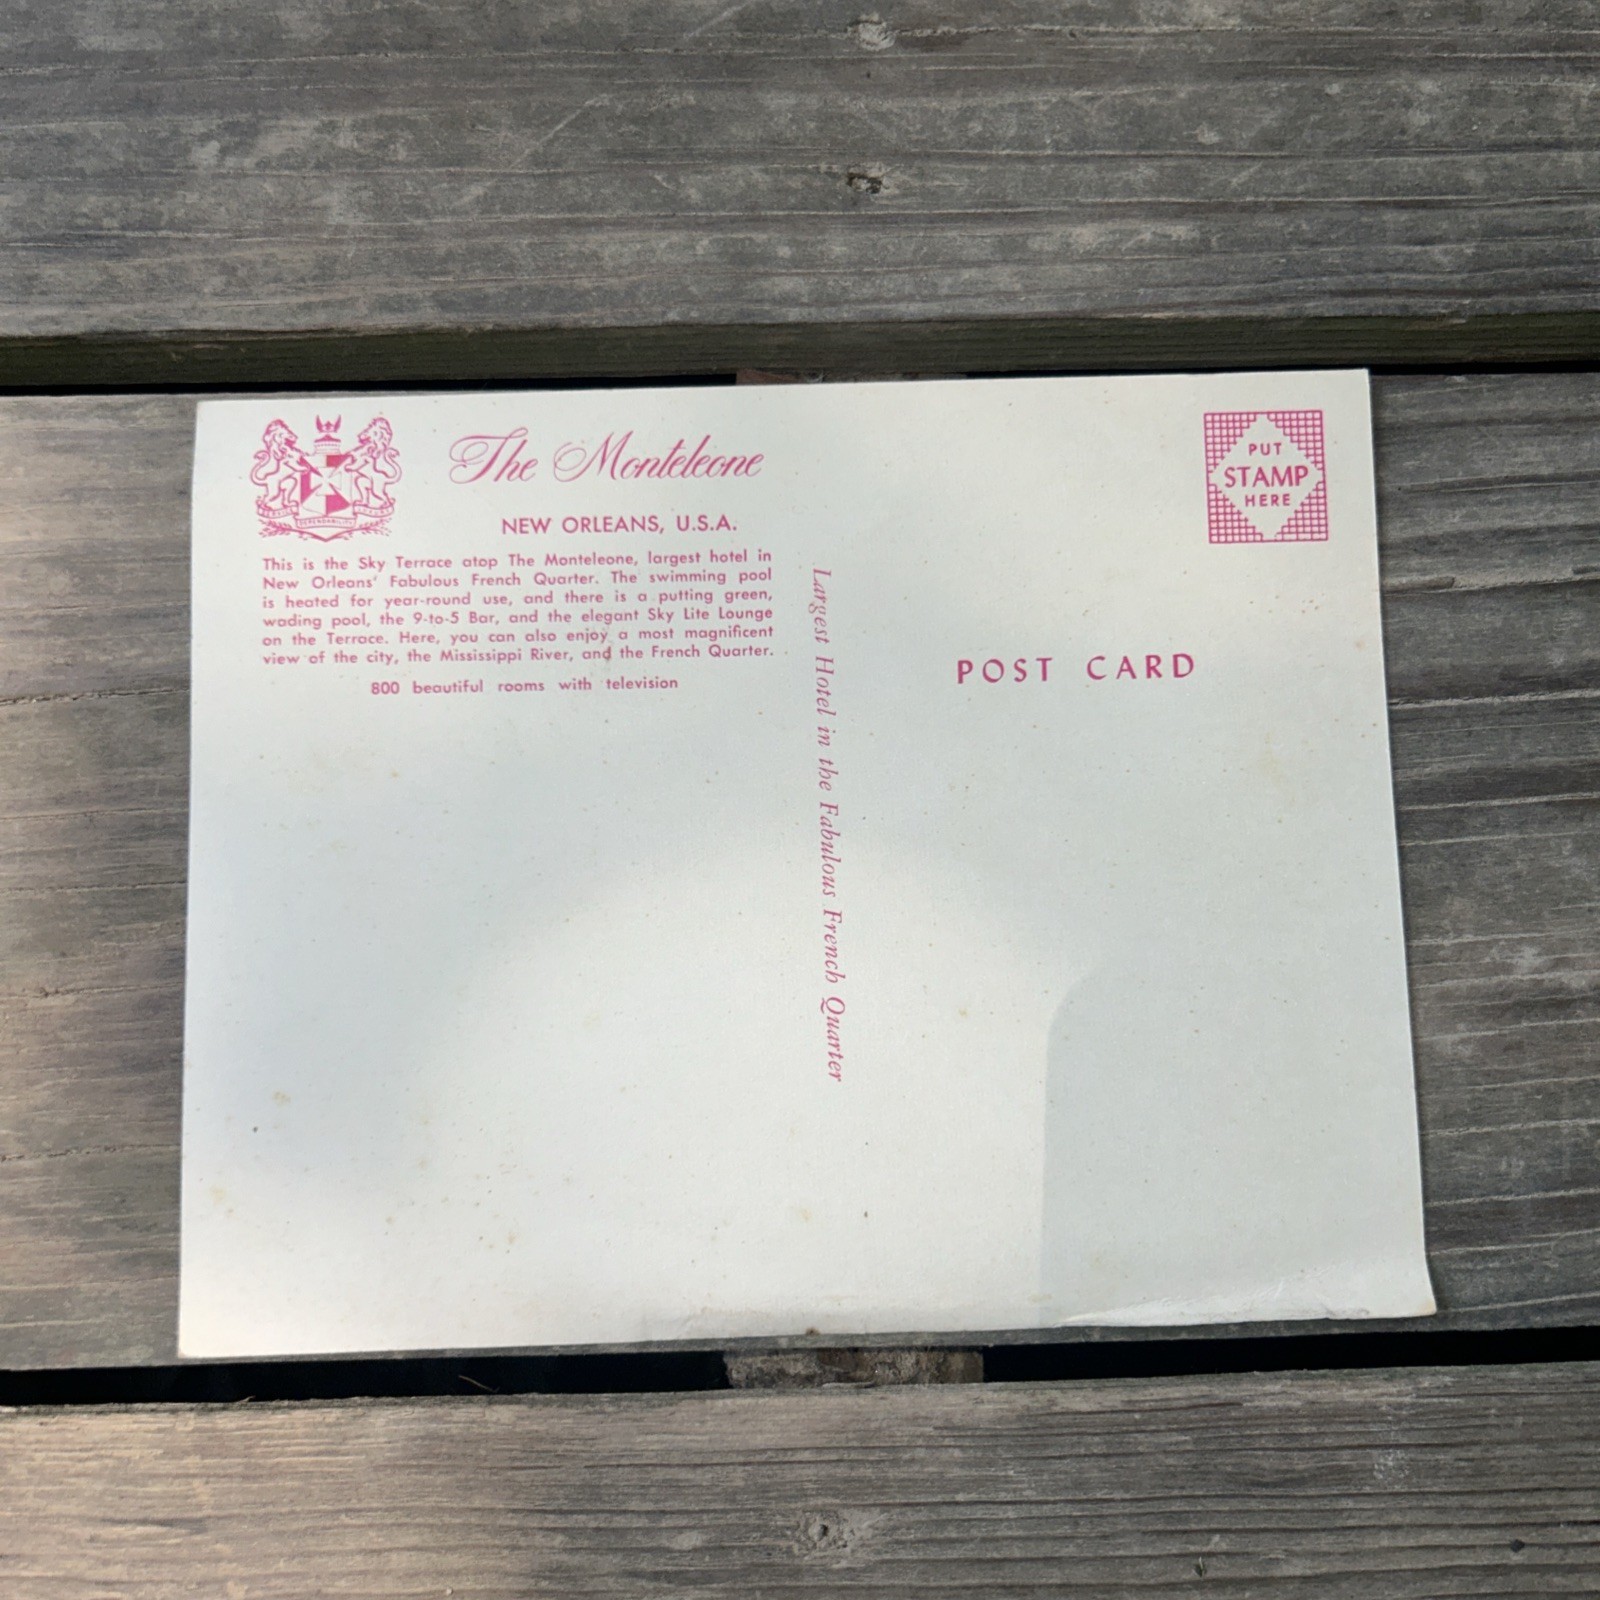 The Monteleone
NEW ORLEANS, U.S.A.
This is the Sky Terrace atop The Monteleone, largest hotel in
New Orleans' Fabulous French Quarter. The swimming pool
is heated for year-round use, and there is a putting green,
wading pool, the 9-to-5 Bar, and the elegant Sky Lite Lounge
on the Terrace. Here, you can also enjoy a most magnificent
view of the city, the Mississippi River, and the French Quarter.
800 beautiful rooms with television
Largest Hotel in the Fabulous French Quarter
PUT
STAMP
HERE
POST CARD
DEPENDABILITY